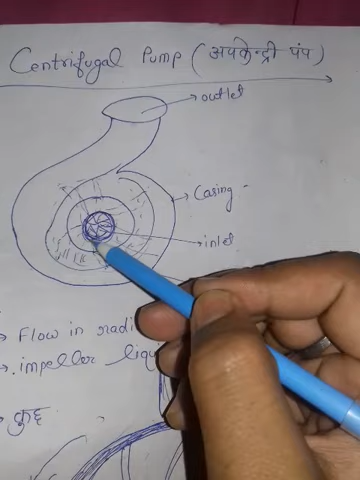 Centrifugal Pump (अपकेन्द्री पंप)
outlet
Casing
inlet
→ Flow in radi
→ impeller liqu